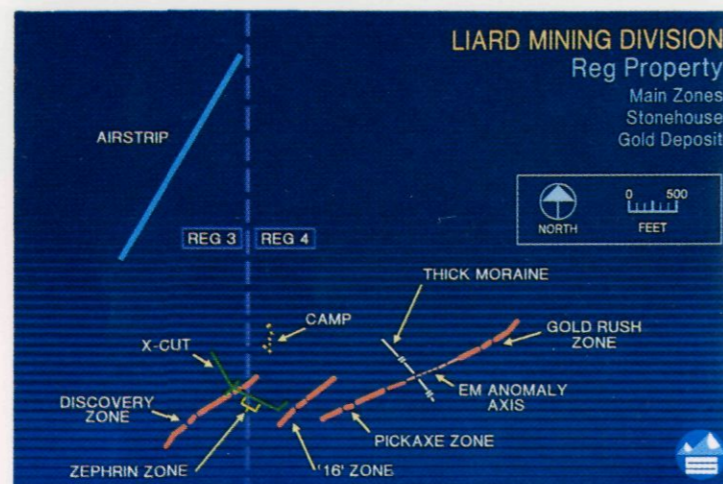 LIARD MINING DIVISION
Reg Property
Main Zones
Stonehouse
Gold Deposit
AIRSTRIP
0 500
NORTH
FEET
REG 3
REG 4
THICK MORAINE
CAMP
GOLD RUSH
ZONE
X-CUT
EM ANOMALY
AXIS
DISCOVERY
ZONE
PICKAXE ZONE
ZEPHRIN ZONE
'16' ZONE